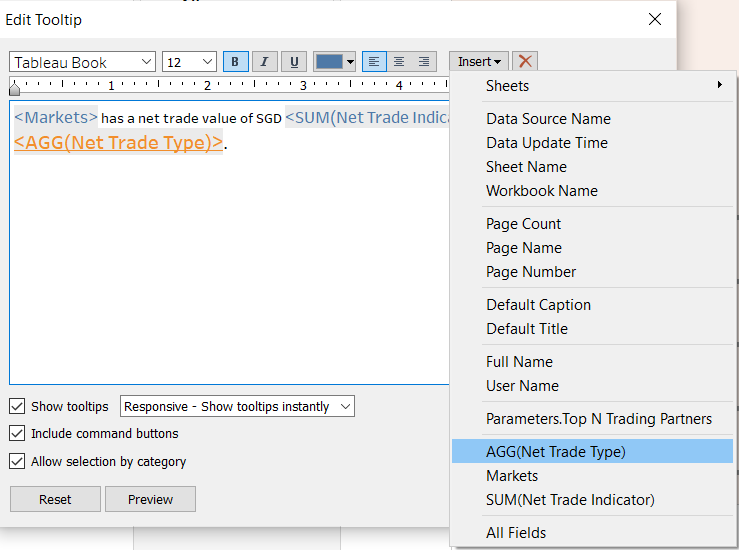 Edit Tooltip
Tableau Book 12 B I U Insert
1 2 3 4
<Markets> has a net trade value of SGD <SUM(Net Trade Indica
<AGG(Net Trade Type)>.
Sheets
Data Source Name
Data Update Time
Sheet Name
Workbook Name
Page Count
Page Name
Page Number
Default Caption
Default Title
Full Name
User Name
Parameters.Top N Trading Partners
AGG(Net Trade Type)
Markets
SUM(Net Trade Indicator)
All Fields
Show tooltips Responsive - Show tooltips instantly
Include command buttons
Allow selection by category
Reset Preview